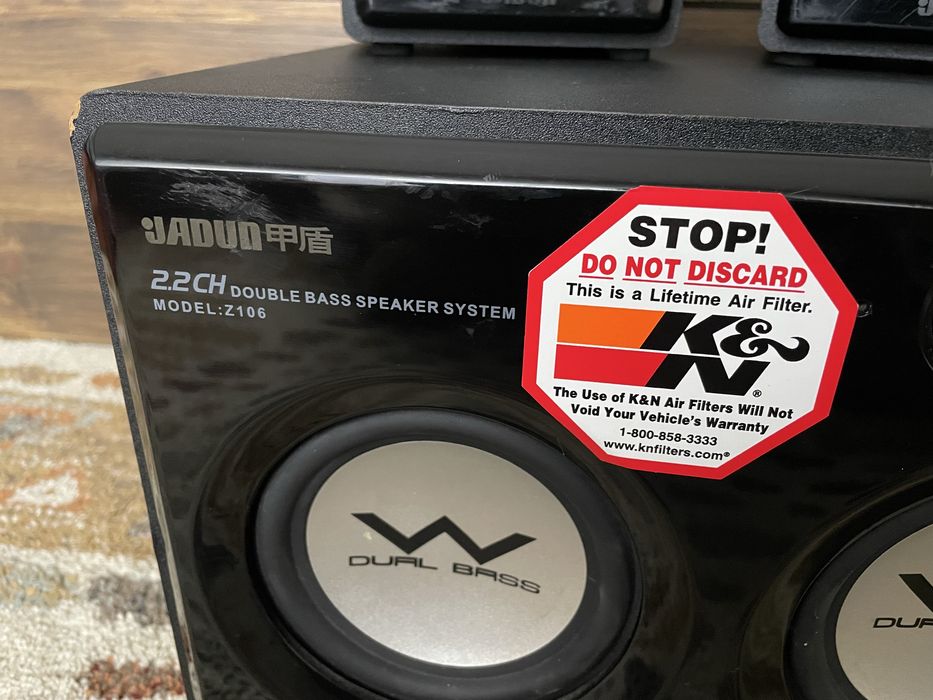 JADUN甲盾
2.2CH DOUBLE BASS SPEAKER SYSTEM
MODEL:Z106
STOP!
DO NOT DISCARD
This is a Lifetime Air Filter.
K&N®
The Use of K&N Air Filters Will Not
Void Your Vehicle's Warranty
1-800-858-3333
www.knfilters.com®
DUAL BASS